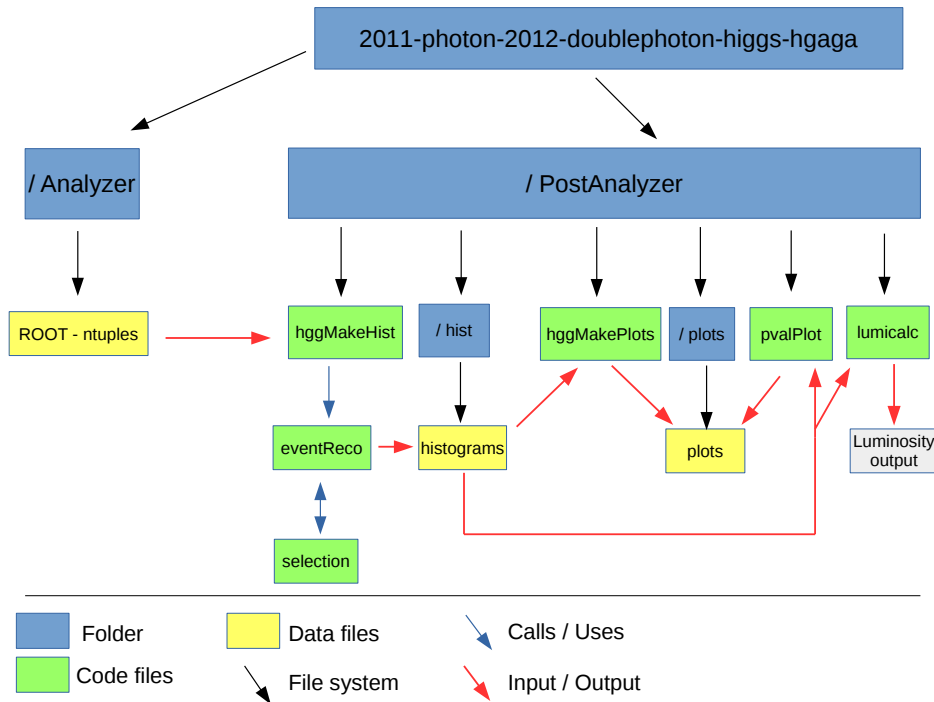 2011-photon-2012-doublephoton-higgs-hgaga
/ Analyzer
/ PostAnalyzer
ROOT - ntuples
hggMakeHist
/ hist
hggMakePlots
/ plots
pvalPlot
lumicalc
eventReco
histograms
plots
Luminosity
output
selection
Folder
Data files
Calls / Uses
Code files
File system
Input / Output